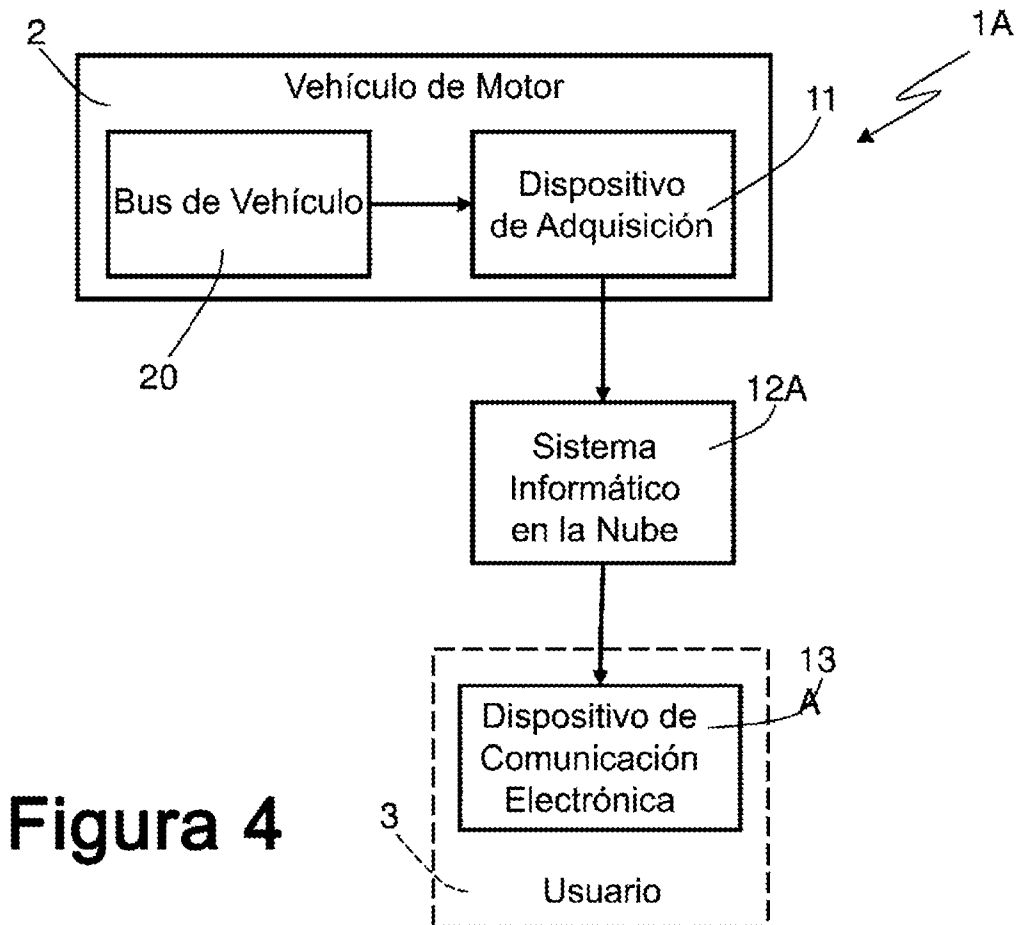 1A
2
Vehículo de Motor
11
Bus de Vehículo
Dispositivo
de Adquisición
20
12A
Sistema
Informático
en la Nube
13
A
Dispositivo de
Comunicación
Electrónica
Figura 4
3
Usuario